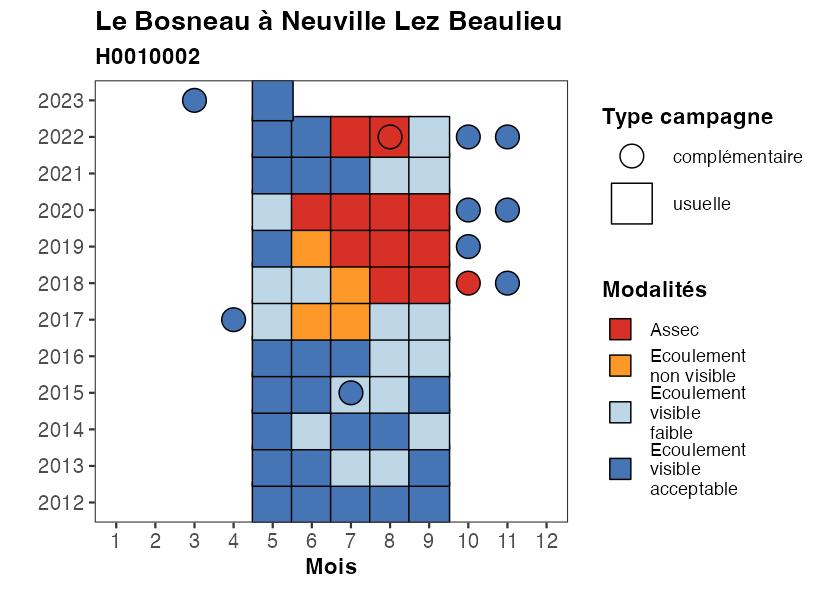 Le Bosneau à Neuville Lez Beaulieu
H0010002
2023
2022
2021
2020
2019
2018
2017
2016
2015
2014
2013
2012
1 2 3 4 5 6 7 8 9 10 11 12
Mois
Type campagne
complémentaire
usuelle
Modalités
Assec
Ecoulement
non visible
Ecoulement
visible
faible
Ecoulement
visible
acceptable